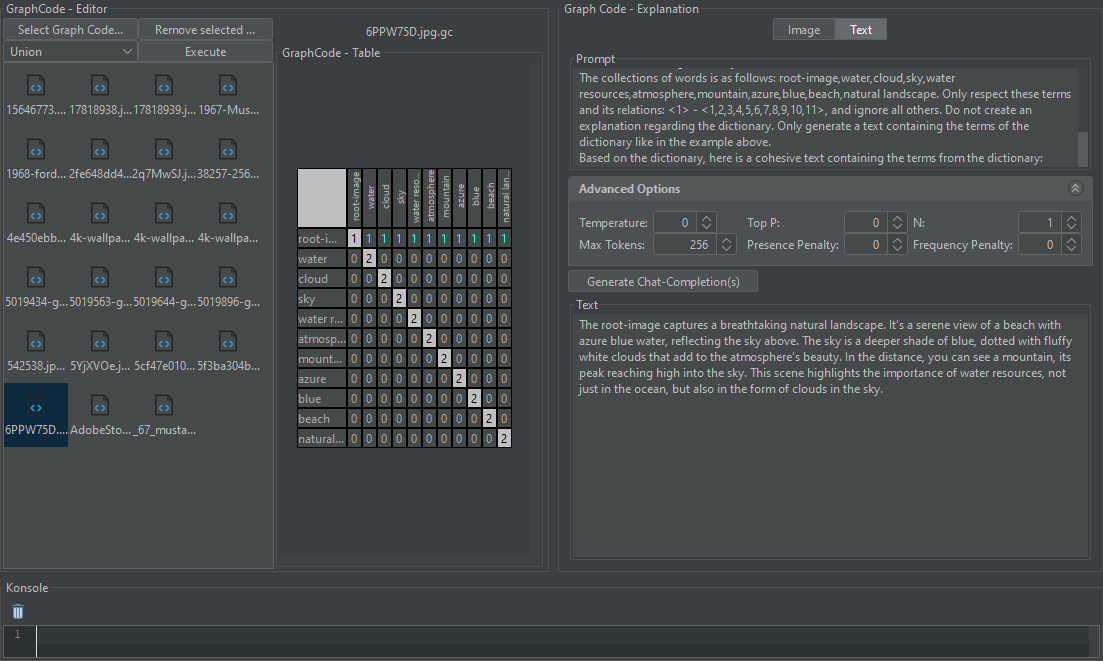 GraphCode - Editor
Select Graph Code...
Remove selected ...
Union
Execute
15646773....
17818938.j...
17818939.j...
1967-Mus...
1968-ford...
2fe648dd4...
2q7MwSJ.j...
38257-256...
4e450ebb...
4k-wallpa...
4k-wallpa...
4k-wallpa...
5019434-g...
5019563-g...
5019644-g...
5019896-g...
542538.jp...
5YjXVOe.j...
5cf47e010...
5f3ba304b...
6PPW75D....
AdobeSto...
_67_musta...
6PPW75D.jpg.gc
GraphCode - Table
root-image water cloud sky water reso... atmosphere mountain azure blue beach natural lan...
root-i... 1 1 1 1 1 1 1 1 1 1 1
water 0 2 0 0 0 0 0 0 0 0 0
cloud 0 0 2 0 0 0 0 0 0 0 0
sky 0 0 0 2 0 0 0 0 0 0 0
water r... 0 0 0 0 2 0 0 0 0 0 0
atmosp... 0 0 0 0 0 2 0 0 0 0 0
mount... 0 0 0 0 0 0 2 0 0 0 0
azure 0 0 0 0 0 0 0 2 0 0 0
blue 0 0 0 0 0 0 0 0 2 0 0
beach 0 0 0 0 0 0 0 0 0 2 0
natural... 0 0 0 0 0 0 0 0 0 0 2
Graph Code - Explanation
Image
Text
Prompt
The collections of words is as follows: root-image,water,cloud,sky,water
resources,atmosphere,mountain,azure,blue,beach,natural landscape. Only respect these terms
and its relations: <1> - <1,2,3,4,5,6,7,8,9,10,11>, and ignore all others. Do not create an
explanation regarding the dictionary. Only generate a text containing the terms of the
dictionary like in the example above.
Based on the dictionary, here is a cohesive text containing the terms from the dictionary:
Advanced Options
Temperature: 0
Top P: 0
N: 1
Max Tokens: 256
Presence Penalty: 0
Frequency Penalty: 0
Generate Chat-Completion(s)
Text
The root-image captures a breathtaking natural landscape. It's a serene view of a beach with
azure blue water, reflecting the sky above. The sky is a deeper shade of blue, dotted with fluffy
white clouds that add to the atmosphere's beauty. In the distance, you can see a mountain, its
peak reaching high into the sky. This scene highlights the importance of water resources, not
just in the ocean, but also in the form of clouds in the sky.
Konsole
1